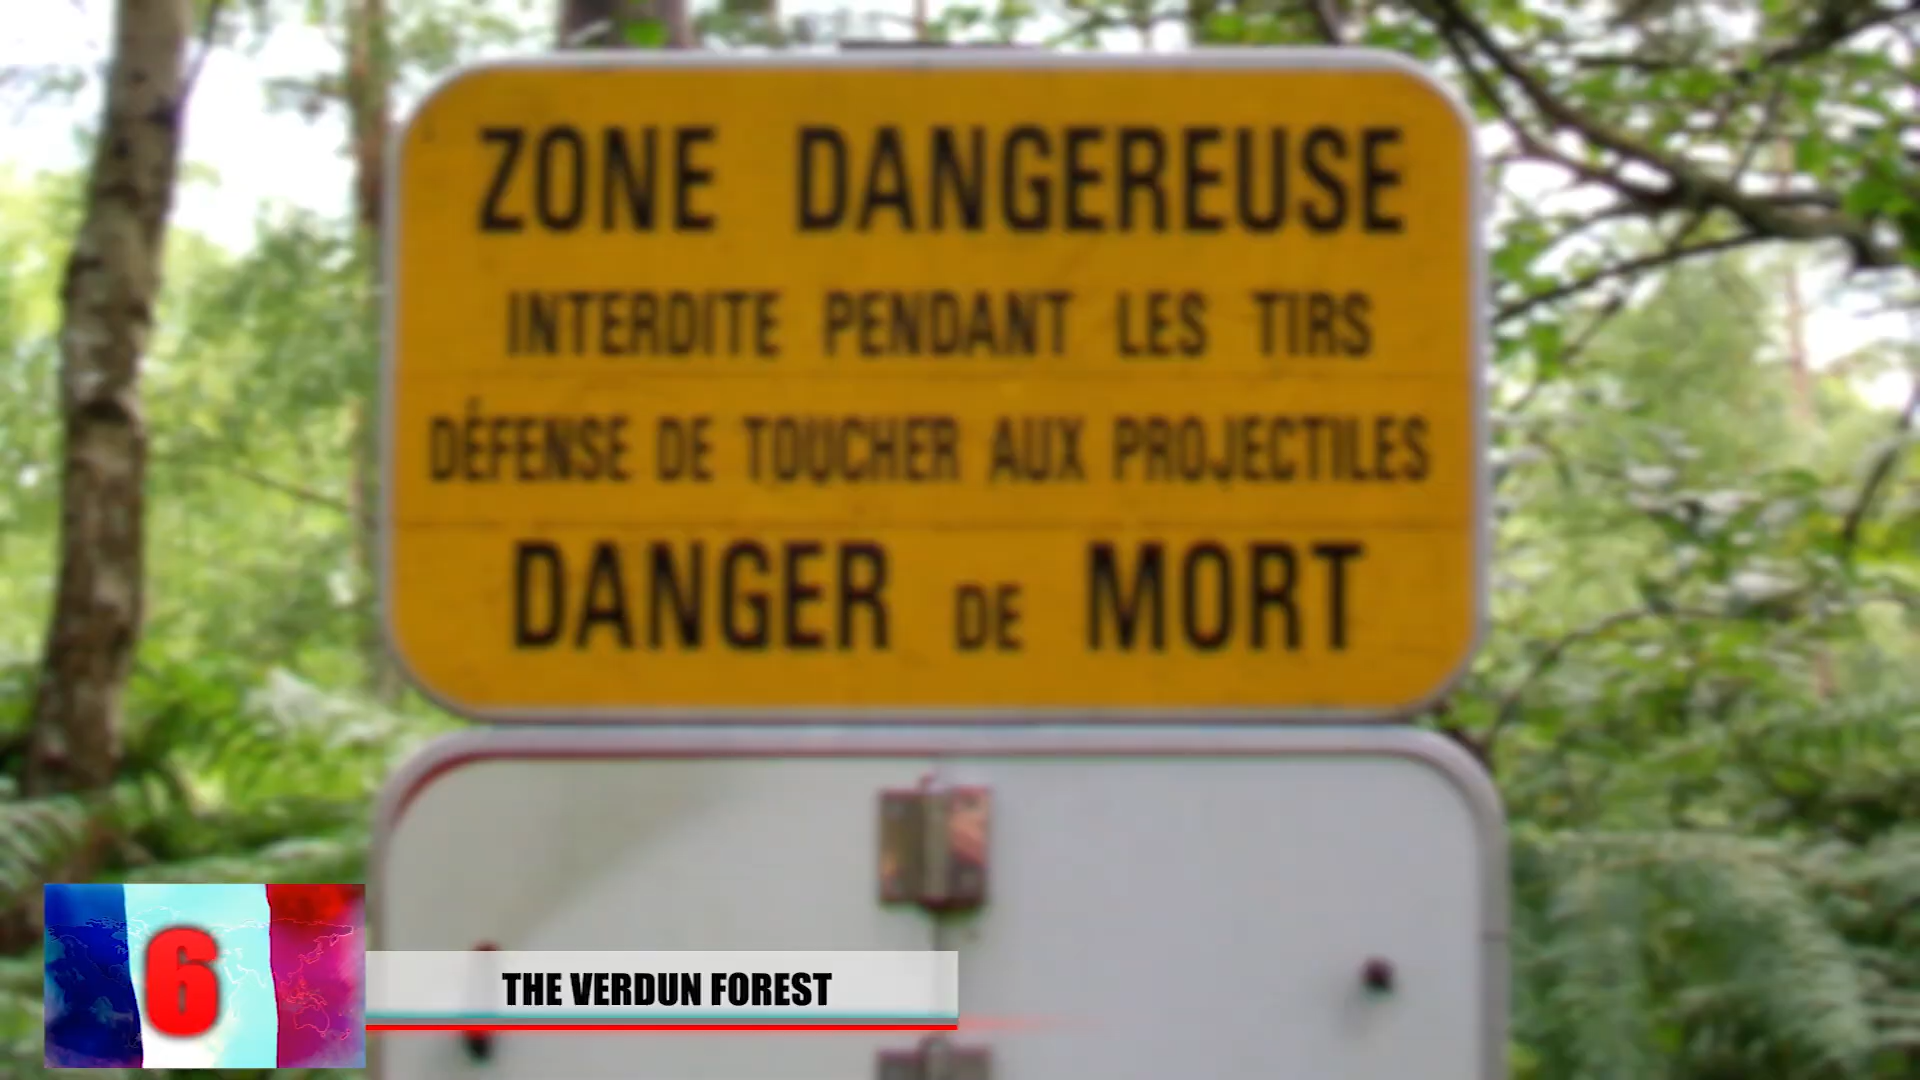 ZONE DANGEREUSE
INTERDITE PENDANT LES TIRS
DÉFENSE DE TOUCHER AUX PROJECTILES
DANGER DE MORT
6
THE VERDUN FOREST